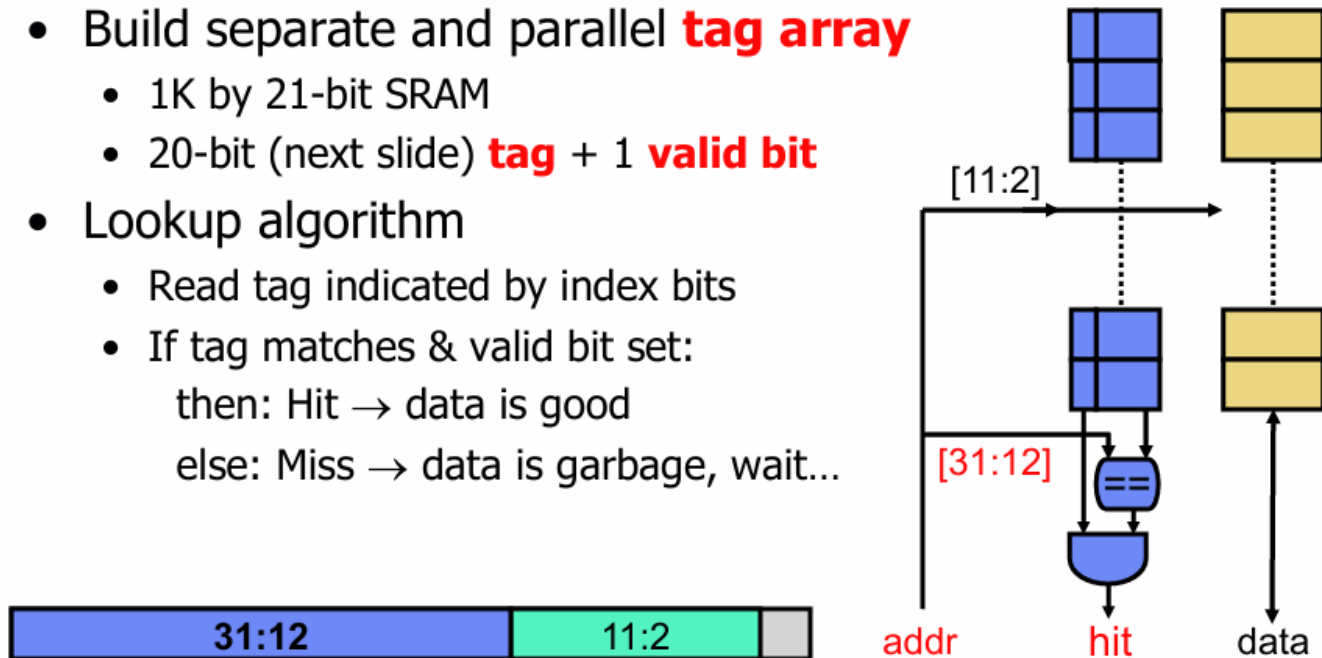 • Build separate and parallel tag array
• 1K by 21-bit SRAM
• 20-bit (next slide) tag + 1 valid bit
• Lookup algorithm
• Read tag indicated by index bits
• If tag matches & valid bit set:
then: Hit → data is good
else: Miss → data is garbage, wait…
[11:2]
[31:12]
==
addr
hit
data
31:12
11:2